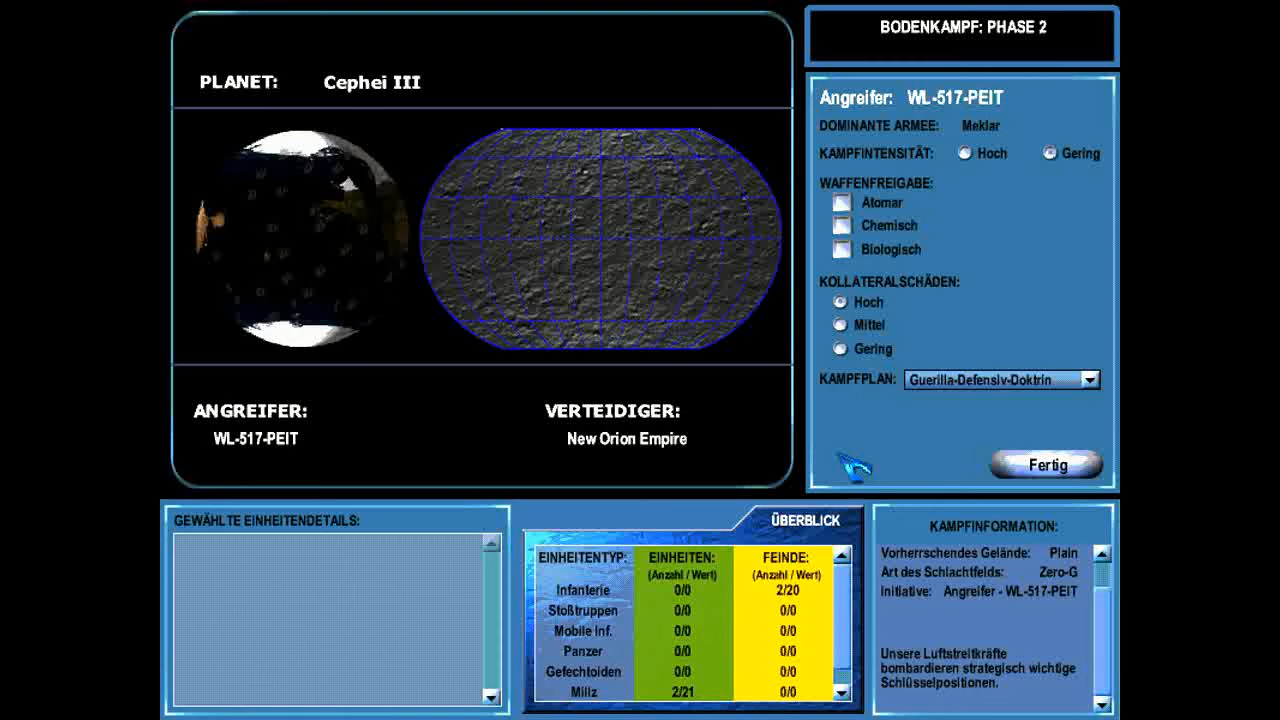 BODENKAMPF: PHASE 2
PLANET: Cephei III
ANGREIFER: VERTEIDIGER:
WL-517-PEIT New Orion Empire
Angreifer: WL-517-PEIT
DOMINANTE ARMEE: Meklar
KAMPFINTENSITÄT: Hoch Gering
WAFFENFREIGABE:
Atomar
Chemisch
Biologisch
KOLLATERALSCHÄDEN:
Hoch
Mittel
Gering
KAMPFPLAN: Guerilla-Defensiv-Doktrin
Fertig
GEWÄHLTE EINHEITENDETAILS:
ÜBERBLICK
EINHEITENTYP: EINHEITEN: FEINDE:
(Anzahl / Wert) (Anzahl / Wert)
Infanterie 0/0 2/20
Stoßtruppen 0/0 0/0
Mobile Inf. 0/0 0/0
Panzer 0/0 0/0
Gefechtoiden 0/0 0/0
Miliz 2/21 0/0
KAMPFINFORMATION:
Vorherrschendes Gelände: Plain
Art des Schlachtfelds: Zero-G
Initiative: Angreifer - WL-517-PEIT
Unsere Luftstreitkräfte
bombardieren strategisch wichtige
Schlüsselpositionen.